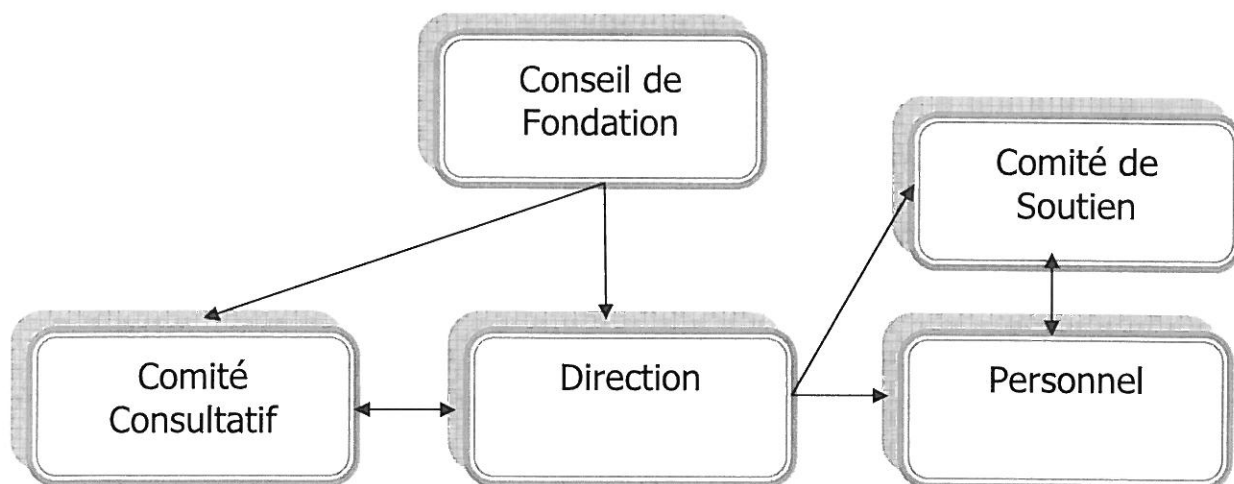 Conseil de
Fondation
Comité de
Soutien
Comité
Consultatif
Direction
Personnel